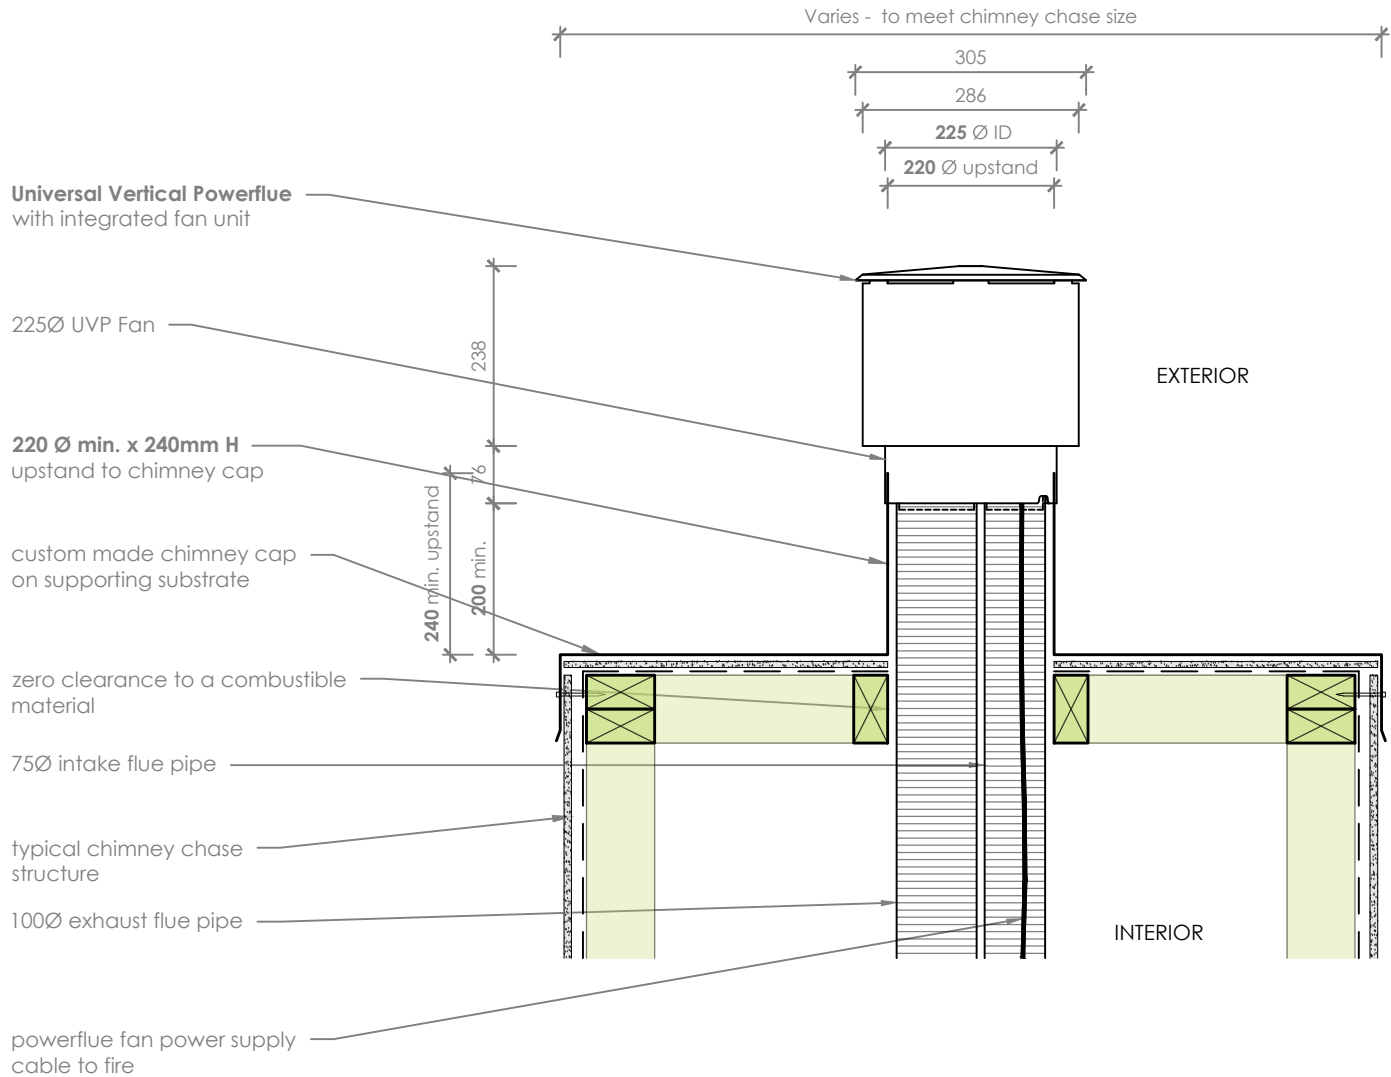 Varies -  to meet chimney chase size
305
286
225 Ø ID
220 Ø upstand
Universal Vertical Powerflue
with integrated fan unit
225Ø UVP Fan
238
EXTERIOR
220 Ø min. x 240mm H
upstand to chimney cap
76
240 min. upstand
200 min.
custom made chimney cap
on supporting substrate
zero clearance to a combustible
material
75Ø intake flue pipe
typical chimney chase
structure
100Ø exhaust flue pipe
INTERIOR
powerflue fan power supply
cable to fire